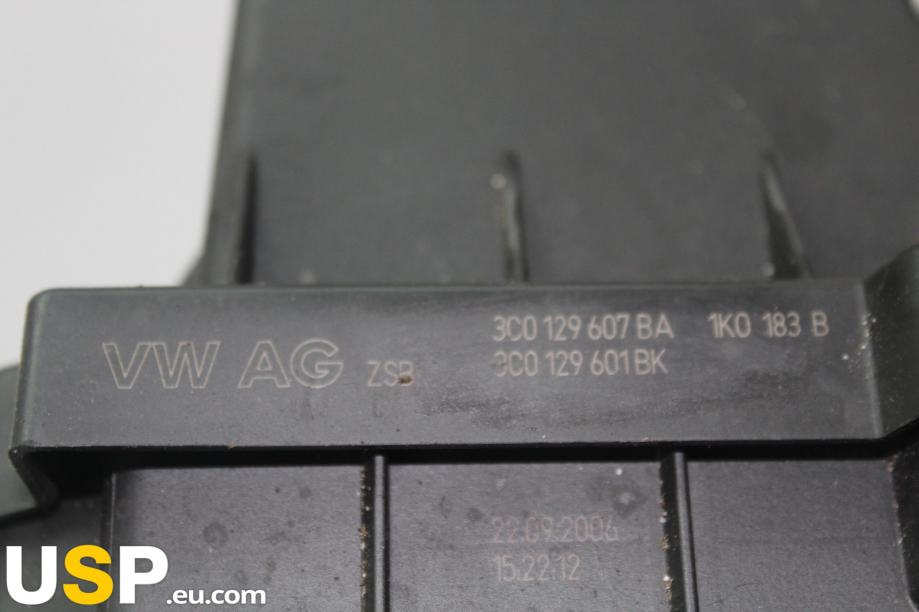 3C0 129 607 BA 1K0 183 B
VW AG ZSB 3C0 129 601 BK
22.09.2006
15.22.12
USP.eu.com